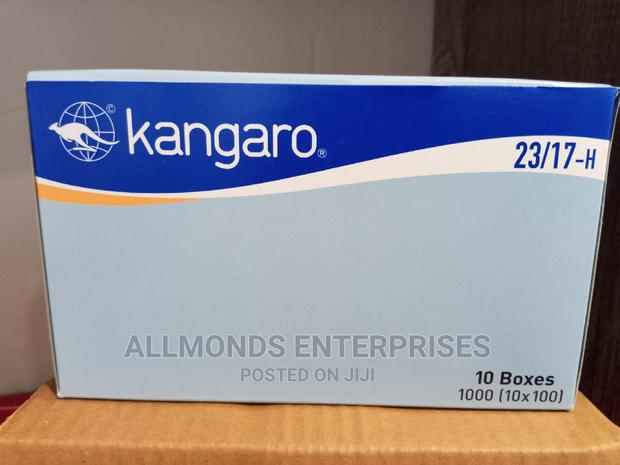 ©
kangaro®
23/17-H
ALLMONDS ENTERPRISES
POSTED ON JIJI
10 Boxes
1000 (10x100)